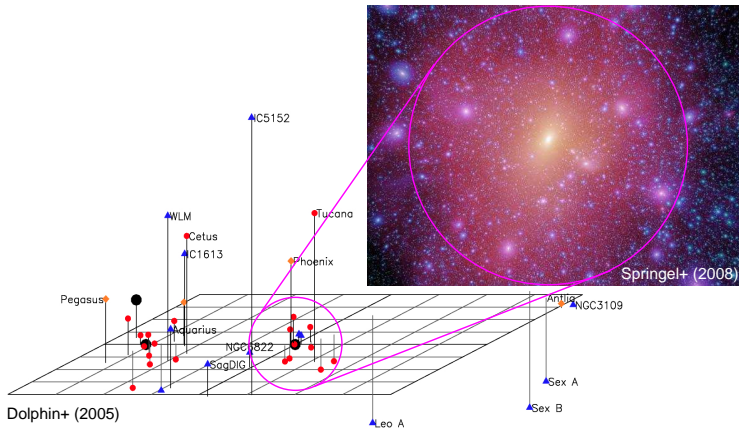 IC5152
WLM
Tucana
Cetus
IC1613
Phoenix
Springel+ (2008)
Pegasus
Antlia
NGC3109
Aquarius
NGC6822
SagDIG
Sex A
Sex B
Dolphin+ (2005)
Leo A